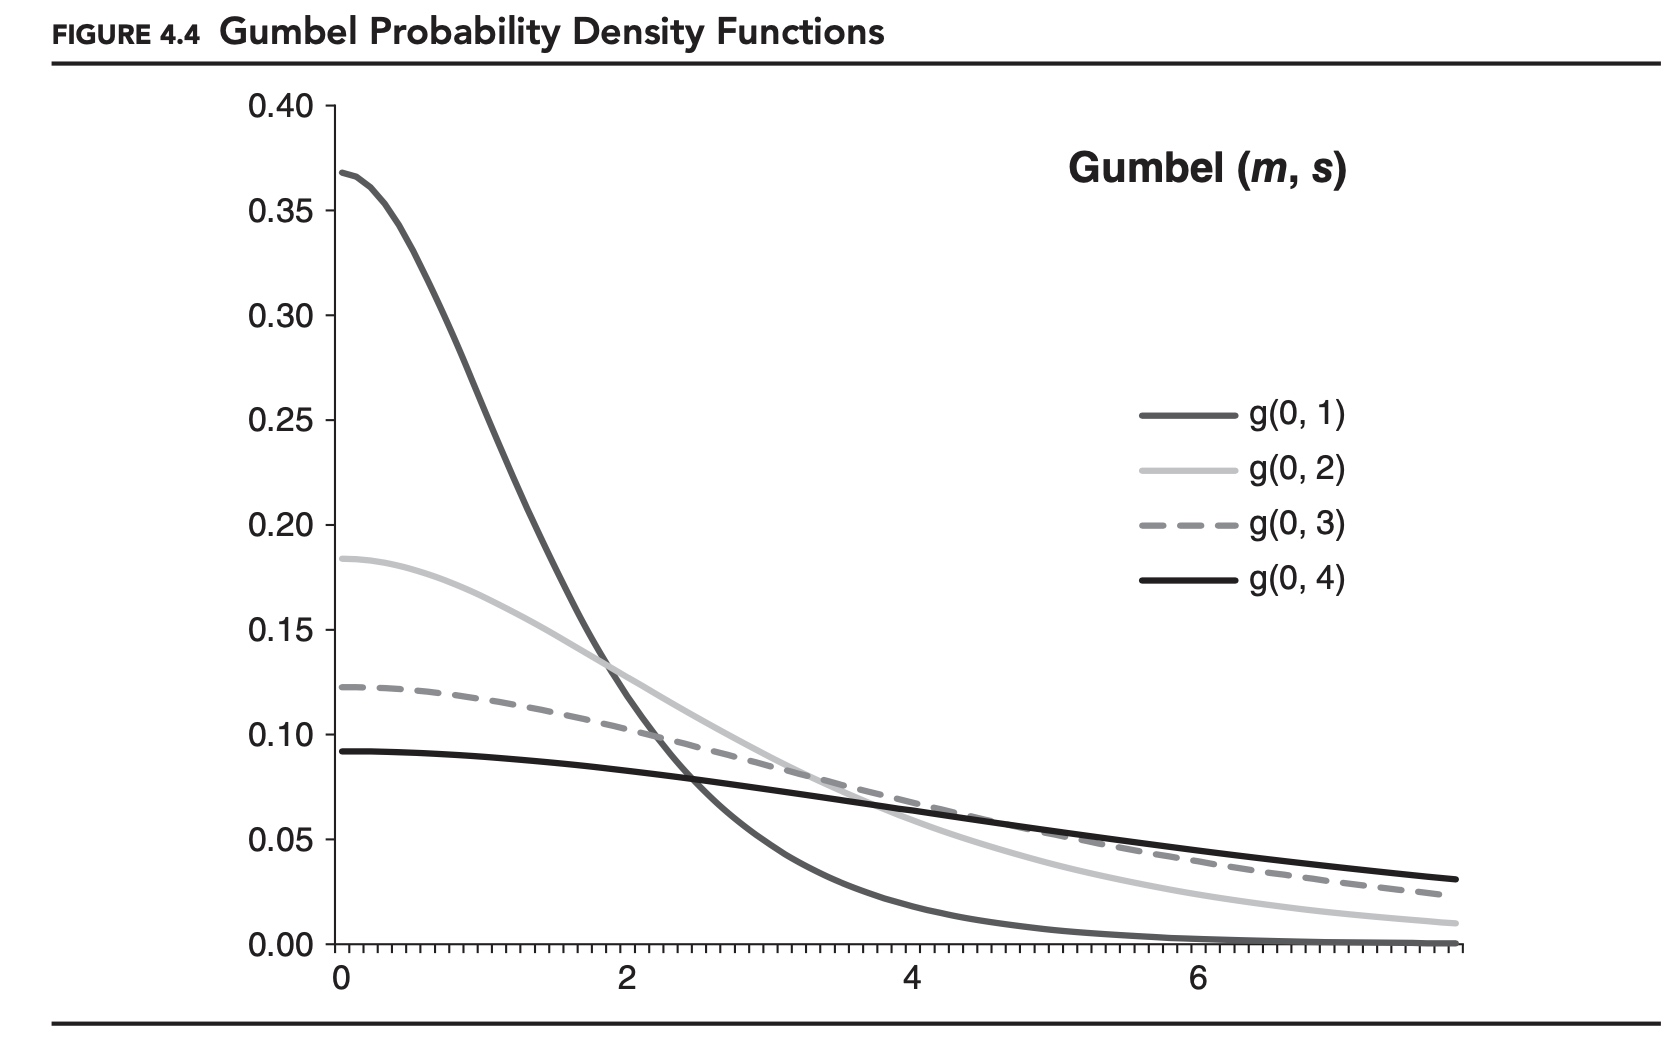 FIGURE 4.4 Gumbel Probability Density Functions
0.40
Gumbel (m, s)
0.35
0.30
0.25
g(0, 1)
g(0, 2)
0.20
g(0, 3)
g(0, 4)
0.15
0.10
0.05
0.00
0 2 4 6